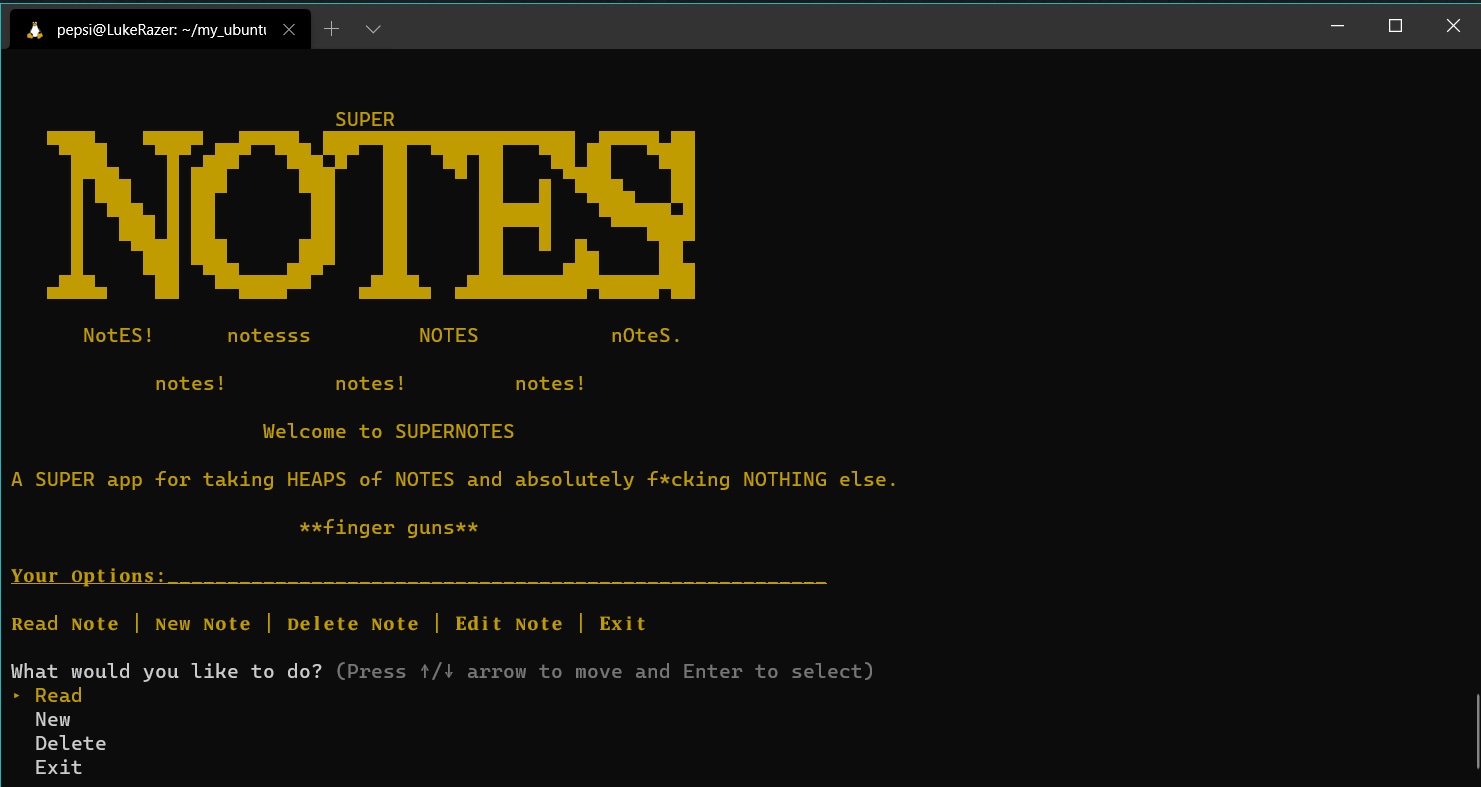 pepsi@LukeRazer: ~/my_ubuntu
SUPER
NOTES
NotES! notesss NOTES nOteS.
notes! notes! notes!
Welcome to SUPERNOTES
A SUPER app for taking HEAPS of NOTES and absolutely f*cking NOTHING else.
**finger guns**
Your Options:_______________________________________________________
Read Note | New Note | Delete Note | Edit Note | Exit
What would you like to do? (Press ↑/↓ arrow to move and Enter to select)
‣ Read
New
Delete
Exit